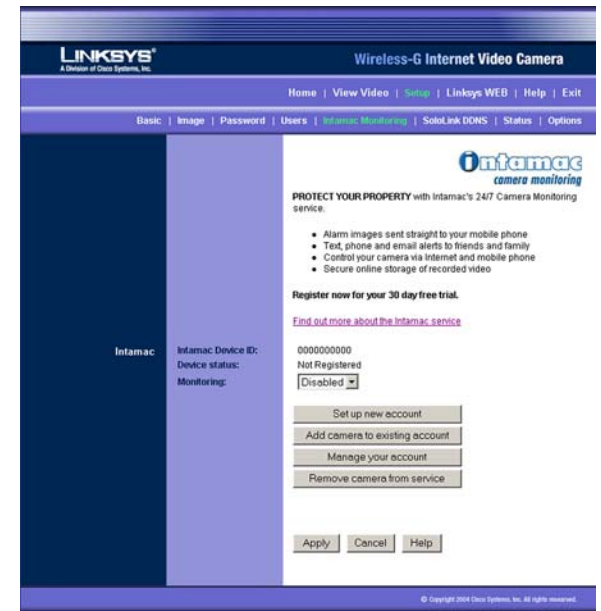 LINKSYS®
A Division of Cisco Systems, Inc.
Wireless-G Internet Video Camera
Home | View Video | Setup | Linksys WEB | Help | Exit
Basic | Image | Password | Users | Intamac Monitoring | SoloLink DDNS | Status | Options
intamac
camera monitoring
PROTECT YOUR PROPERTY with Intamac's 24/7 Camera Monitoring
service.
• Alarm images sent straight to your mobile phone
• Text, phone and email alerts to friends and family
• Control your camera via Internet and mobile phone
• Secure online storage of recorded video
Register now for your 30 day free trial.
Find out more about the Intamac service
Intamac
Intamac Device ID: 0000000000
Device status: Not Registered
Monitoring: Disabled
Set up new account
Add camera to existing account
Manage your account
Remove camera from service
Apply Cancel Help
© Copyright 2004 Cisco Systems, Inc. All rights reserved.